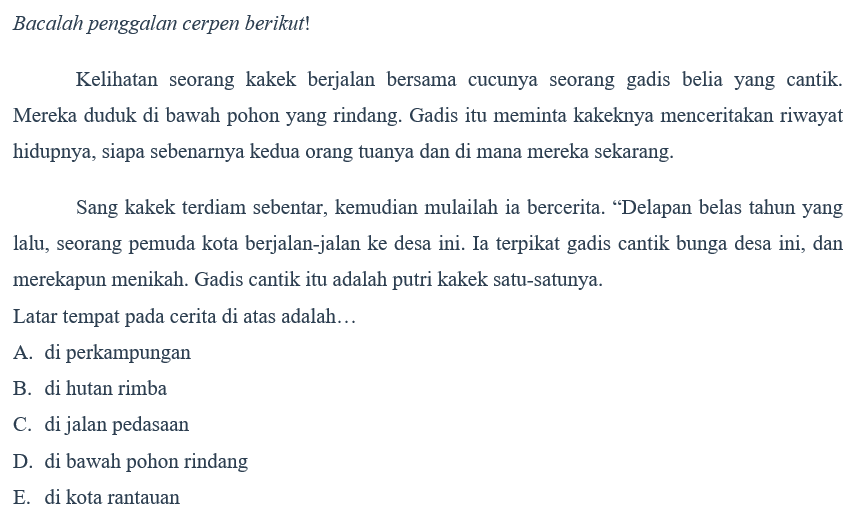 Bacalah penggalan cerpen berikut!
Kelihatan seorang kakek berjalan bersama cucunya seorang gadis belia yang cantik.
Mereka duduk di bawah pohon yang rindang. Gadis itu meminta kakeknya menceritakan riwayat
hidupnya, siapa sebenarnya kedua orang tuanya dan di mana mereka sekarang.
Sang kakek terdiam sebentar, kemudian mulailah ia bercerita. “Delapan belas tahun yang
lalu, seorang pemuda kota berjalan-jalan ke desa ini. Ia terpikat gadis cantik bunga desa ini, dan
merekapun menikah. Gadis cantik itu adalah putri kakek satu-satunya.
Latar tempat pada cerita di atas adalah…
A. di perkampungan
B. di hutan rimba
C. di jalan pedasaan
D. di bawah pohon rindang
E. di kota rantauan